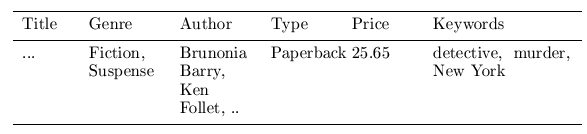 Title Genre Author Type Price Keywords
... Fiction, Brunonia Paperback 25.65 detective, murder,
Suspense Barry, New York
Ken
Follet, ..